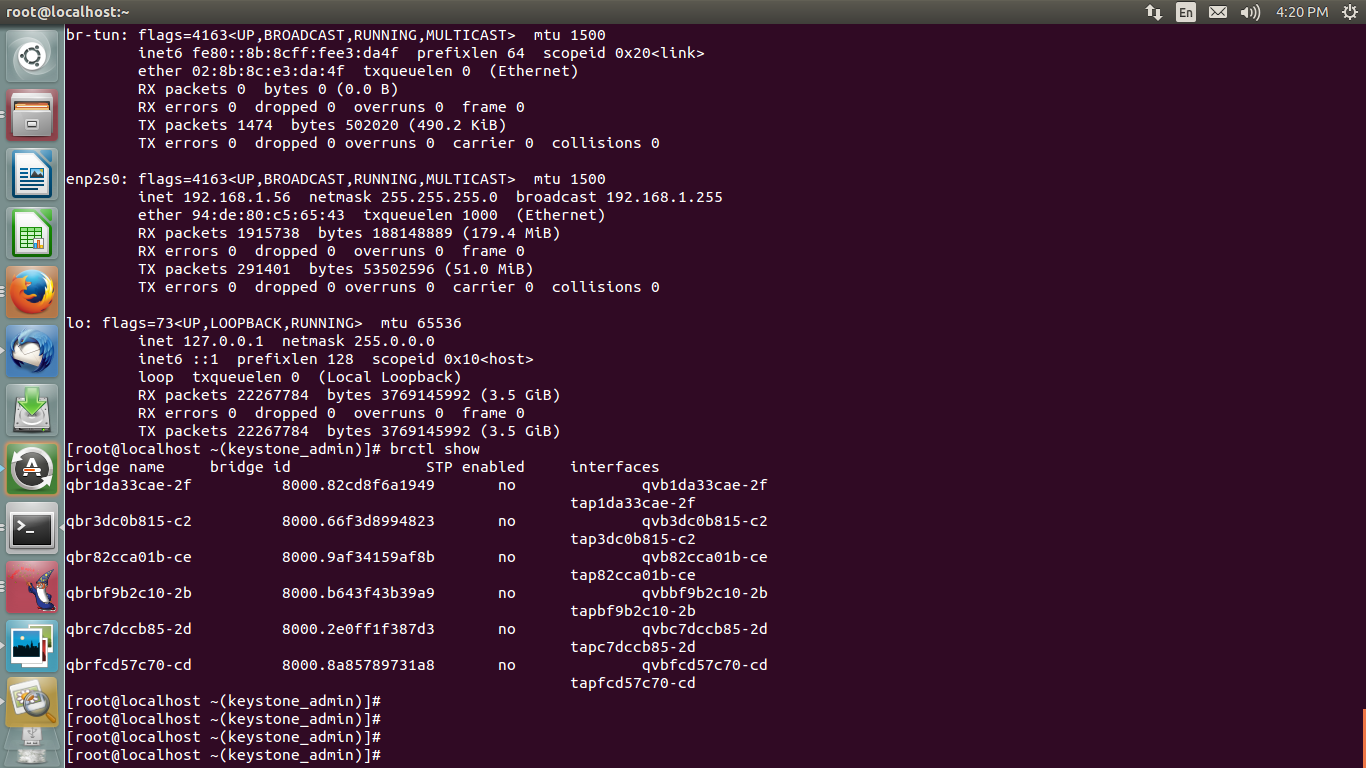 root@localhost:~
En
4:20 PM
br-tun: flags=4163<UP,BROADCAST,RUNNING,MULTICAST>  mtu 1500
        inet6 fe80::8b:8cff:fee3:da4f  prefixlen 64  scopeid 0x20<link>
        ether 02:8b:8c:e3:da:4f  txqueuelen 0  (Ethernet)
        RX packets 0  bytes 0 (0.0 B)
        RX errors 0  dropped 0  overruns 0  frame 0
        TX packets 1474  bytes 502020 (490.2 KiB)
        TX errors 0  dropped 0 overruns 0  carrier 0  collisions 0

enp2s0: flags=4163<UP,BROADCAST,RUNNING,MULTICAST>  mtu 1500
        inet 192.168.1.56  netmask 255.255.255.0  broadcast 192.168.1.255
        ether 94:de:80:c5:65:43  txqueuelen 1000  (Ethernet)
        RX packets 1915738  bytes 188148889 (179.4 MiB)
        RX errors 0  dropped 0  overruns 0  frame 0
        TX packets 291401  bytes 53502596 (51.0 MiB)
        TX errors 0  dropped 0 overruns 0  carrier 0  collisions 0

lo: flags=73<UP,LOOPBACK,RUNNING>  mtu 65536
        inet 127.0.0.1  netmask 255.0.0.0
        inet6 ::1  prefixlen 128  scopeid 0x10<host>
        loop  txqueuelen 0  (Local Loopback)
        RX packets 22267784  bytes 3769145992 (3.5 GiB)
        RX errors 0  dropped 0  overruns 0  frame 0
        TX packets 22267784  bytes 3769145992 (3.5 GiB)
[root@localhost ~(keystone_admin)]# brctl show
bridge name     bridge id               STP enabled     interfaces
qbr1da33cae-2f          8000.82cd8f6a1949       no              qvb1da33cae-2f
                                                        tap1da33cae-2f
qbr3dc0b815-c2          8000.66f3d8994823       no              qvb3dc0b815-c2
                                                        tap3dc0b815-c2
qbr82cca01b-ce          8000.9af34159af8b       no              qvb82cca01b-ce
                                                        tap82cca01b-ce
qbrbf9b2c10-2b          8000.b643f43b39a9       no              qvbbf9b2c10-2b
                                                        tapbf9b2c10-2b
qbrc7dccb85-2d          8000.2e0ff1f387d3       no              qvbc7dccb85-2d
                                                        tapc7dccb85-2d
qbrfcd57c70-cd          8000.8a85789731a8       no              qvbfcd57c70-cd
                                                        tapfcd57c70-cd
[root@localhost ~(keystone_admin)]#
[root@localhost ~(keystone_admin)]#
[root@localhost ~(keystone_admin)]#
[root@localhost ~(keystone_admin)]#